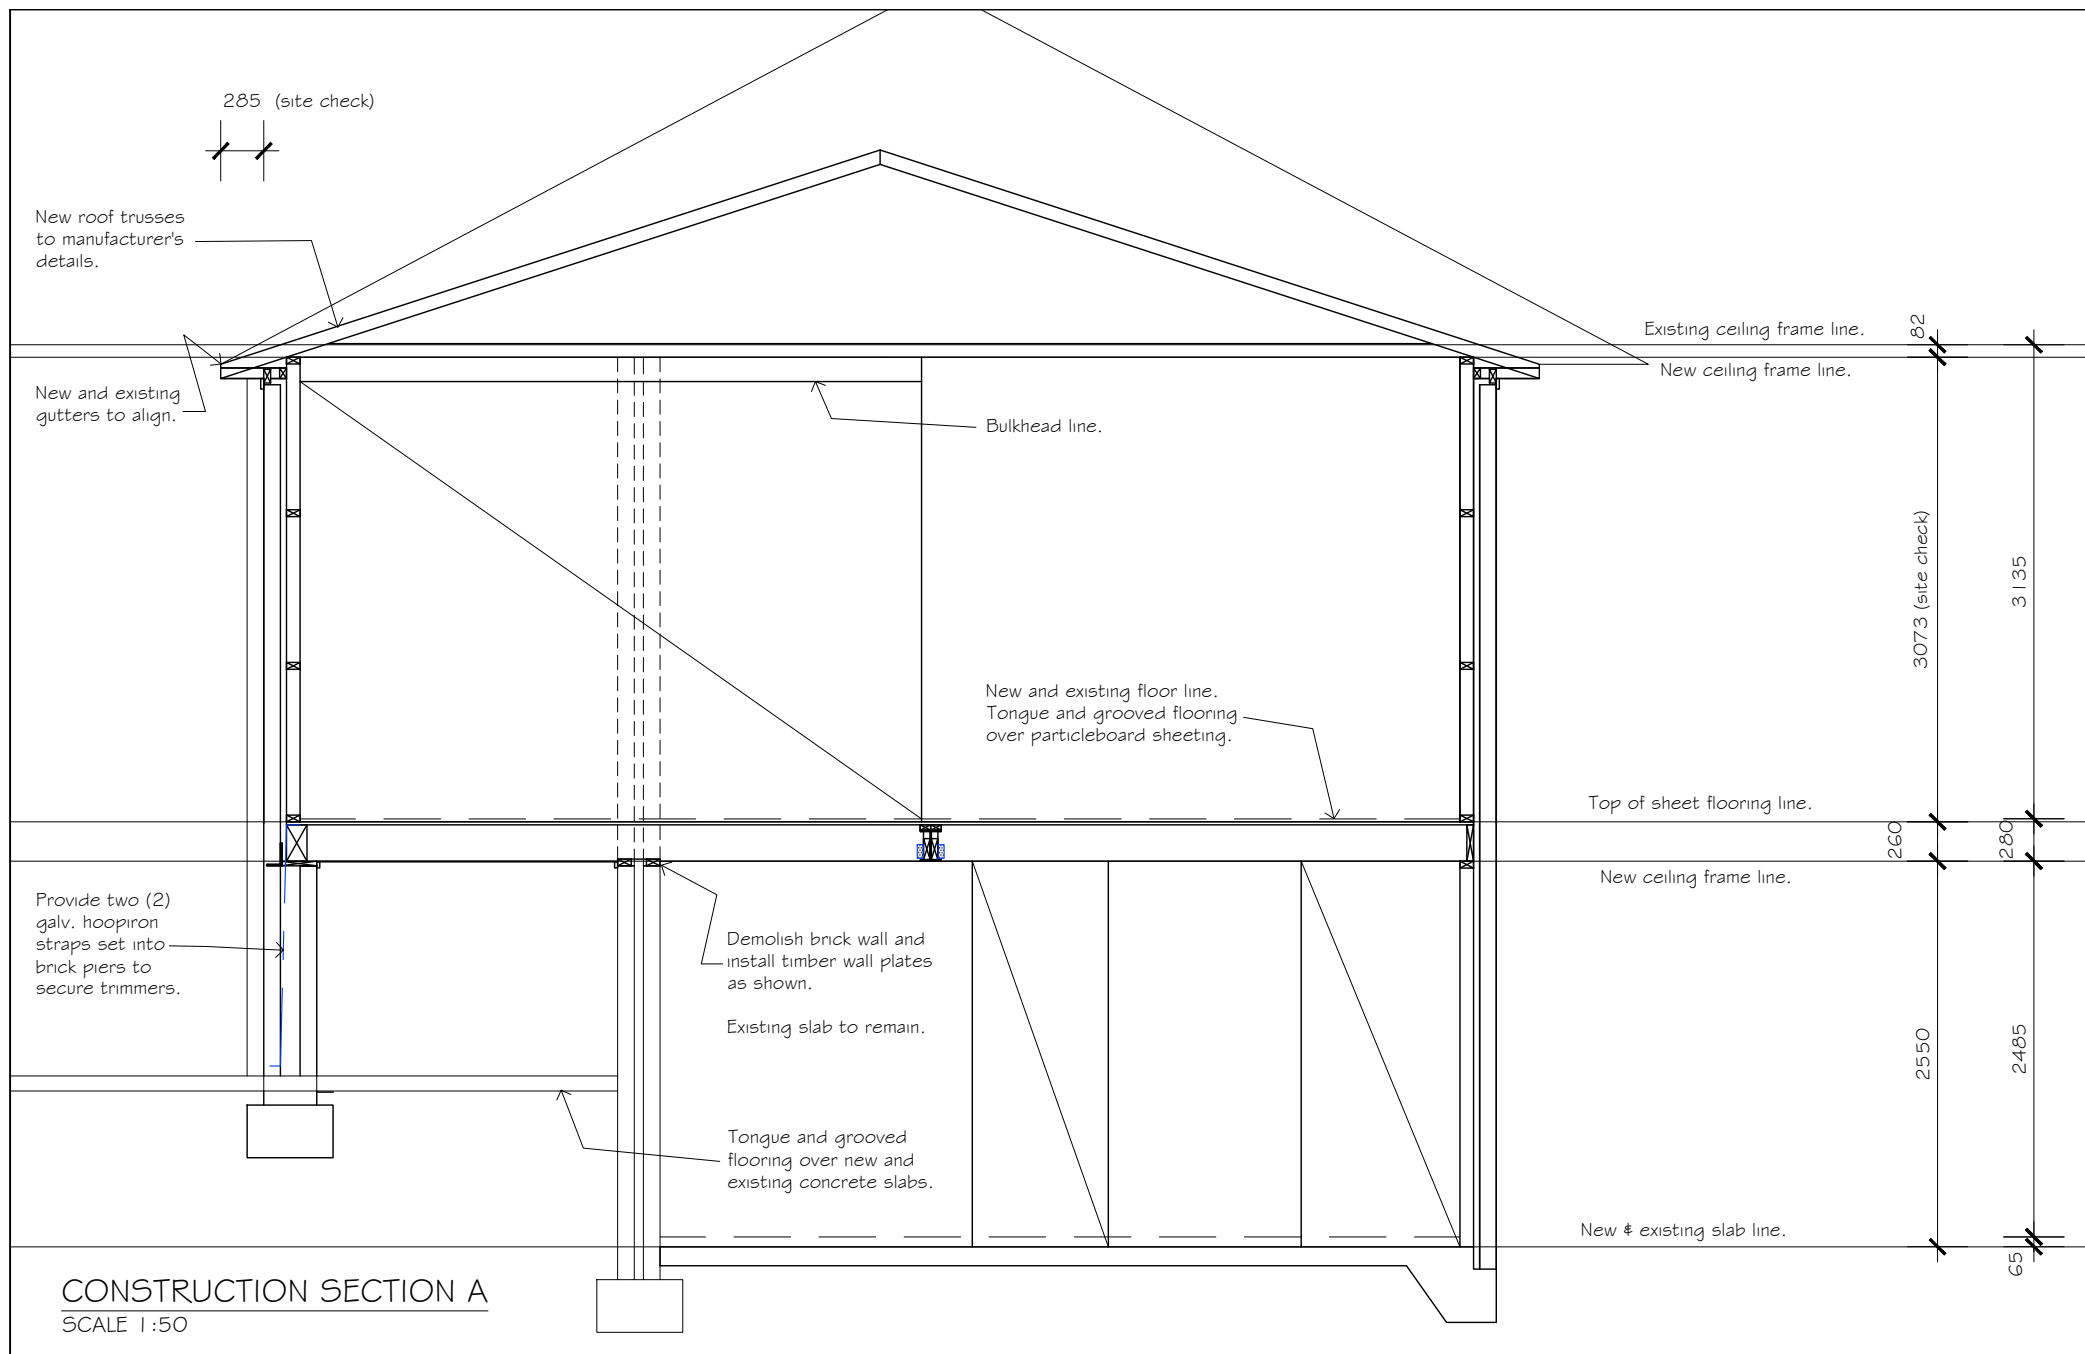 285 (site check)
New roof trusses
to manufacturer's
details.
Existing ceiling frame line.
82
New ceiling frame line.
New and existing
gutters to align.
Bulkhead line.
3073 (site check)
3135
New and existing floor line.
Tongue and grooved flooring
over particleboard sheeting.
Top of sheet flooring line.
260
280
New ceiling frame line.
Provide two (2)
galv. hoopiron
straps set into
brick piers to
secure trimmers.
Demolish brick wall and
install timber wall plates
as shown.
Existing slab to remain.
2550
2485
Tongue and grooved
flooring over new and
existing concrete slabs.
New & existing slab line.
65
CONSTRUCTION SECTION A
SCALE 1:50